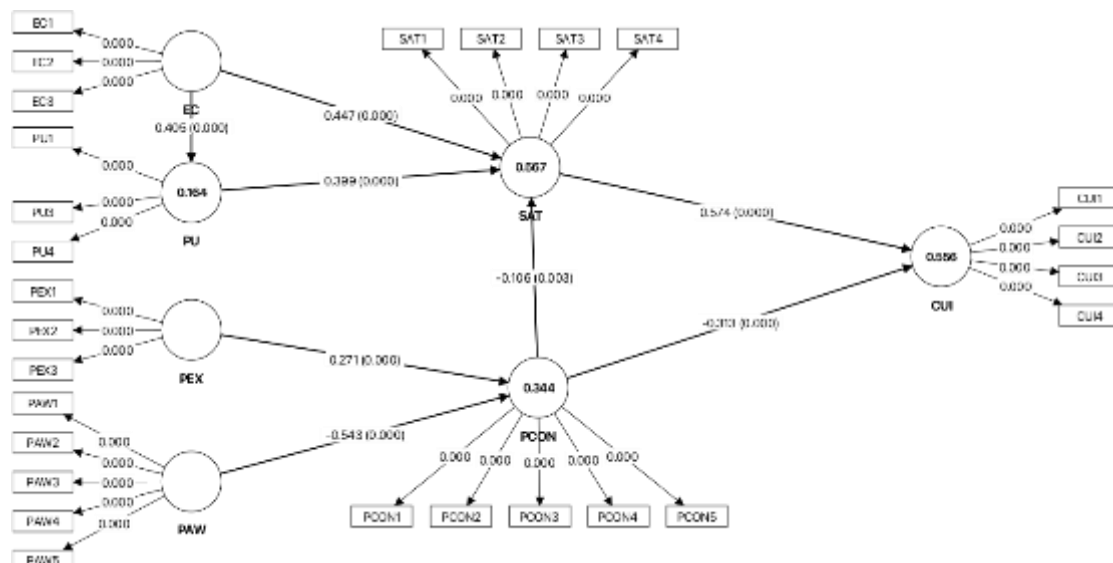 EC1
EC2
EC3
PU1
PU3
PU4
PEX1
PEX2
PEX3
PAW1
PAW2
PAW3
PAW4
PAW5
0.000
0.000
0.000
EC
0.405 (0.000)
0.000
0.000
0.000
0.164
PU
0.000
0.000
0.000
PEX
0.000
0.000
0.000
0.000
0.000
PAW
0.447 (0.000)
0.399 (0.000)
0.271 (0.000)
-0.543 (0.000)
SAT1
SAT2
SAT3
SAT4
0.000
0.000
0.000
0.000
0.567
SAT
-0.106 (0.003)
0.344
PCON
0.000
0.000
0.000
0.000
0.000
PCON1
PCON2
PCON3
PCON4
PCON5
0.574 (0.000)
-0.313 (0.000)
CUI
0.000
0.000
0.000
0.000
CUI1
CUI2
CUI3
CUI4